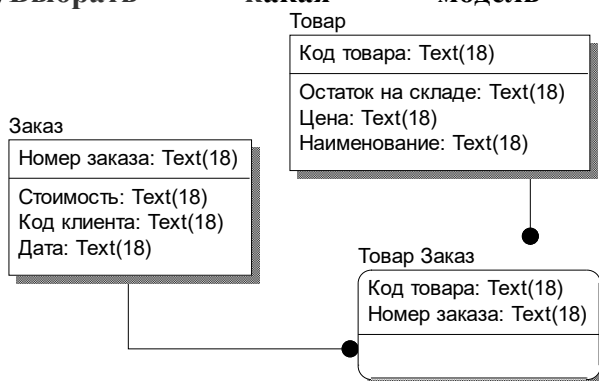 Выбрать какая модель
Товар
Код товара: Text(18)
Остаток на складе: Text(18)
Цена: Text(18)
Наименование: Text(18)
Заказ
Номер заказа: Text(18)
Стоимость: Text(18)
Код клиента: Text(18)
Дата: Text(18)
Товар Заказ
Код товара: Text(18)
Номер заказа: Text(18)